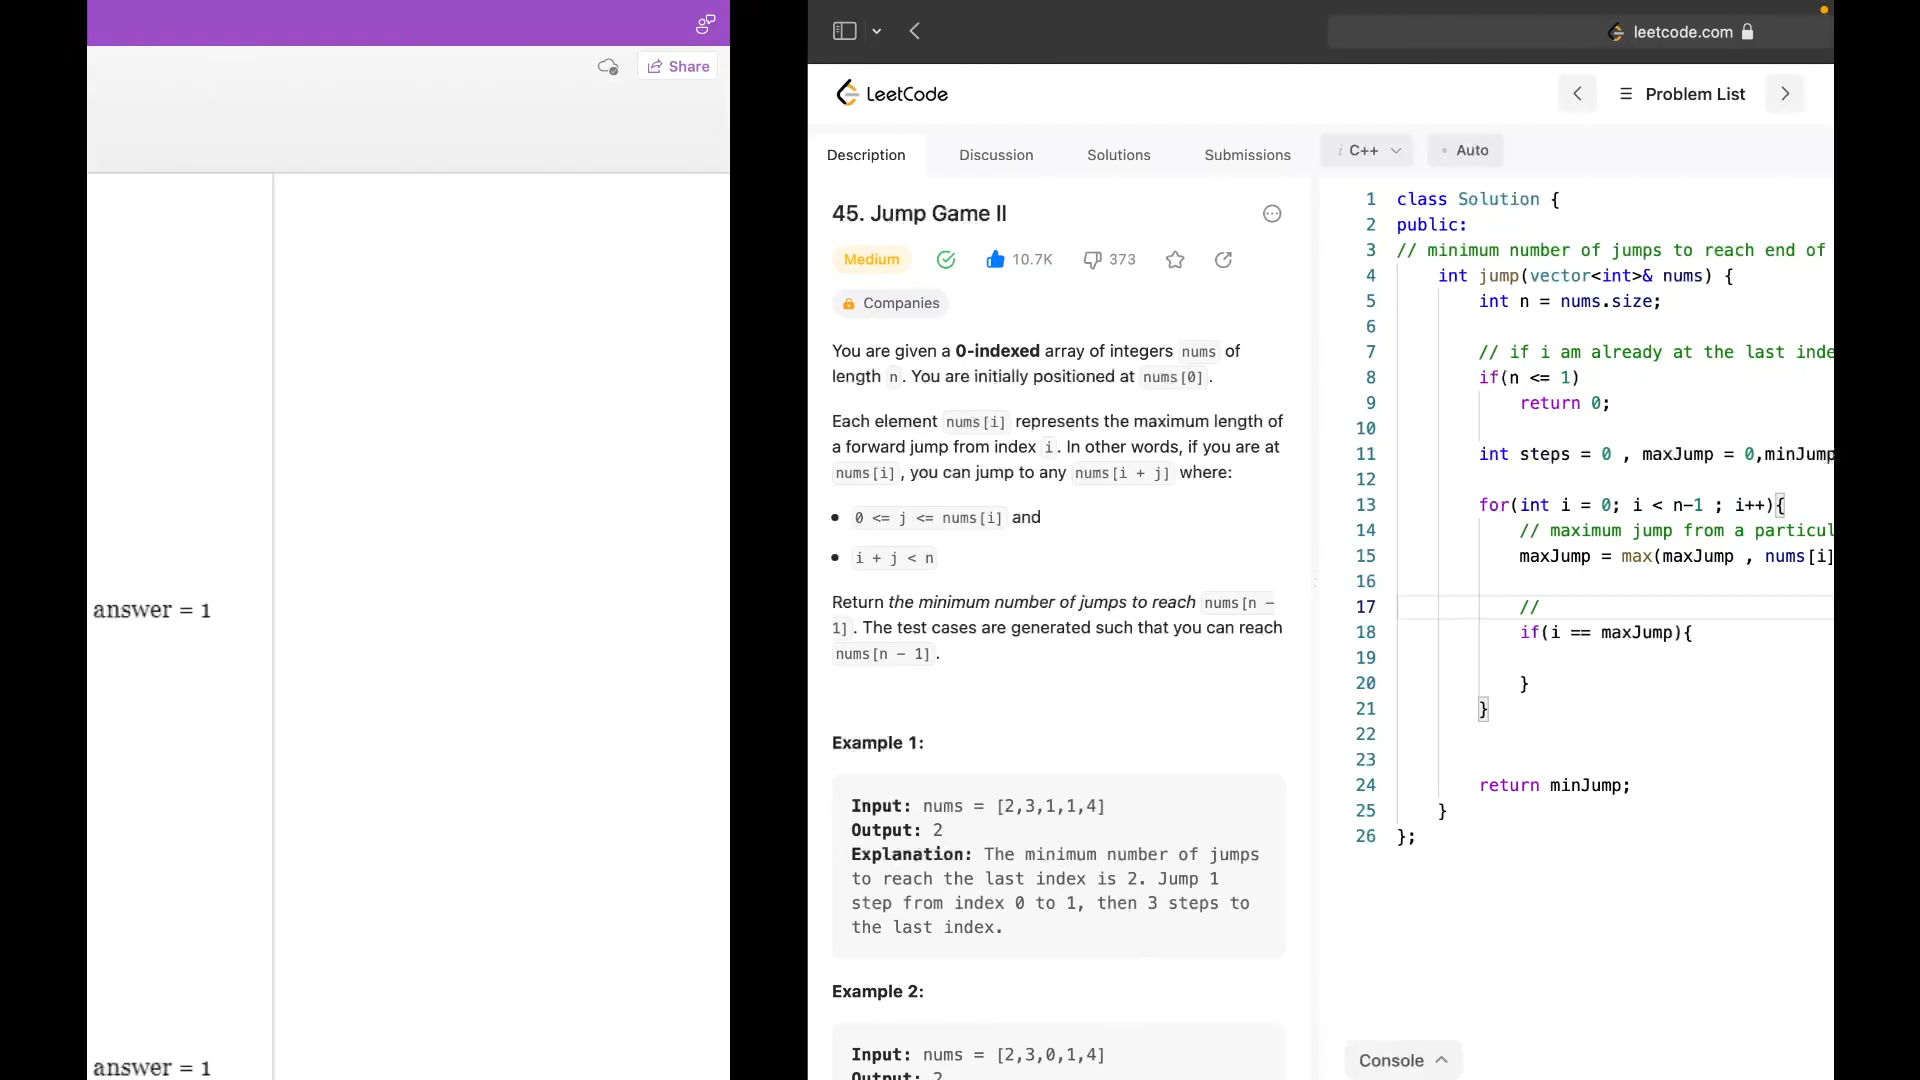 Share
answer = 1
answer = 1
leetcode.com
LeetCode
Problem List
Description
Discussion
Solutions
Submissions
i C++
Auto
45. Jump Game II
Medium
10.7K
373
Companies
You are given a 0-indexed array of integers nums of
length n. You are initially positioned at nums[0].
Each element nums[i] represents the maximum length of
a forward jump from index i. In other words, if you are at
nums[i], you can jump to any nums[i + j] where:
• 0 <= j <= nums[i] and
• i + j < n
Return the minimum number of jumps to reach nums[n -
1]. The test cases are generated such that you can reach
nums[n - 1].
Example 1:
Input: nums = [2,3,1,1,4]
Output: 2
Explanation: The minimum number of jumps
to reach the last index is 2. Jump 1
step from index 0 to 1, then 3 steps to
the last index.
Example 2:
Input: nums = [2,3,0,1,4]
Output: 2
1 class Solution {
2 public:
3 // minimum number of jumps to reach end of
4 int jump(vector<int>& nums) {
5 int n = nums.size;
6
7 // if i am already at the last inde
8 if(n <= 1)
9 return 0;
10
11 int steps = 0 , maxJump = 0,minJump
12
13 for(int i = 0; i < n-1 ; i++){
14 // maximum jump from a particul
15 maxJump = max(maxJump , nums[i]
16
17 //
18 if(i == maxJump){
19
20 }
21 }
22
23
24 return minJump;
25 }
26 };
Console